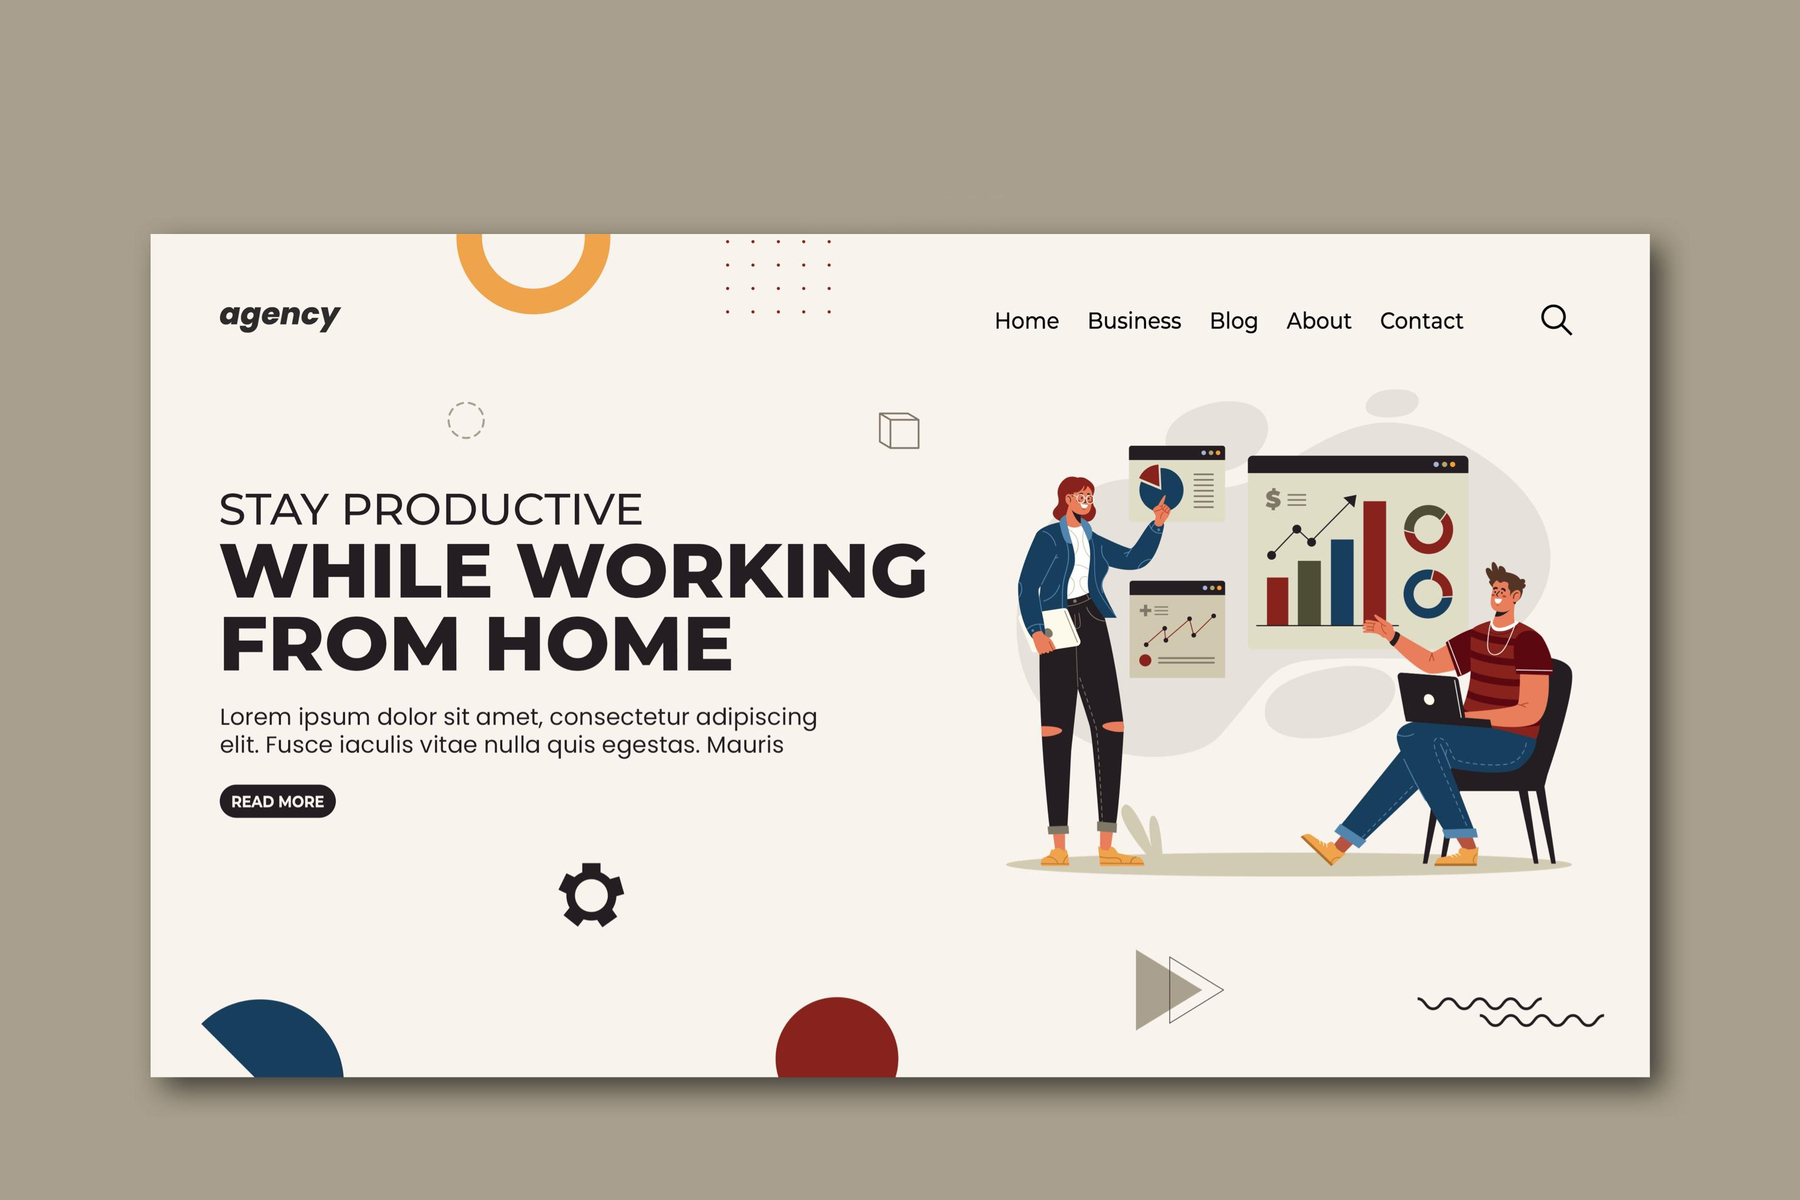 agency
Home Business Blog About Contact
STAY PRODUCTIVE
WHILE WORKING
FROM HOME
Lorem ipsum dolor sit amet, consectetur adipiscing
elit. Fusce iaculis vitae nulla quis egestas. Mauris
READ MORE
$